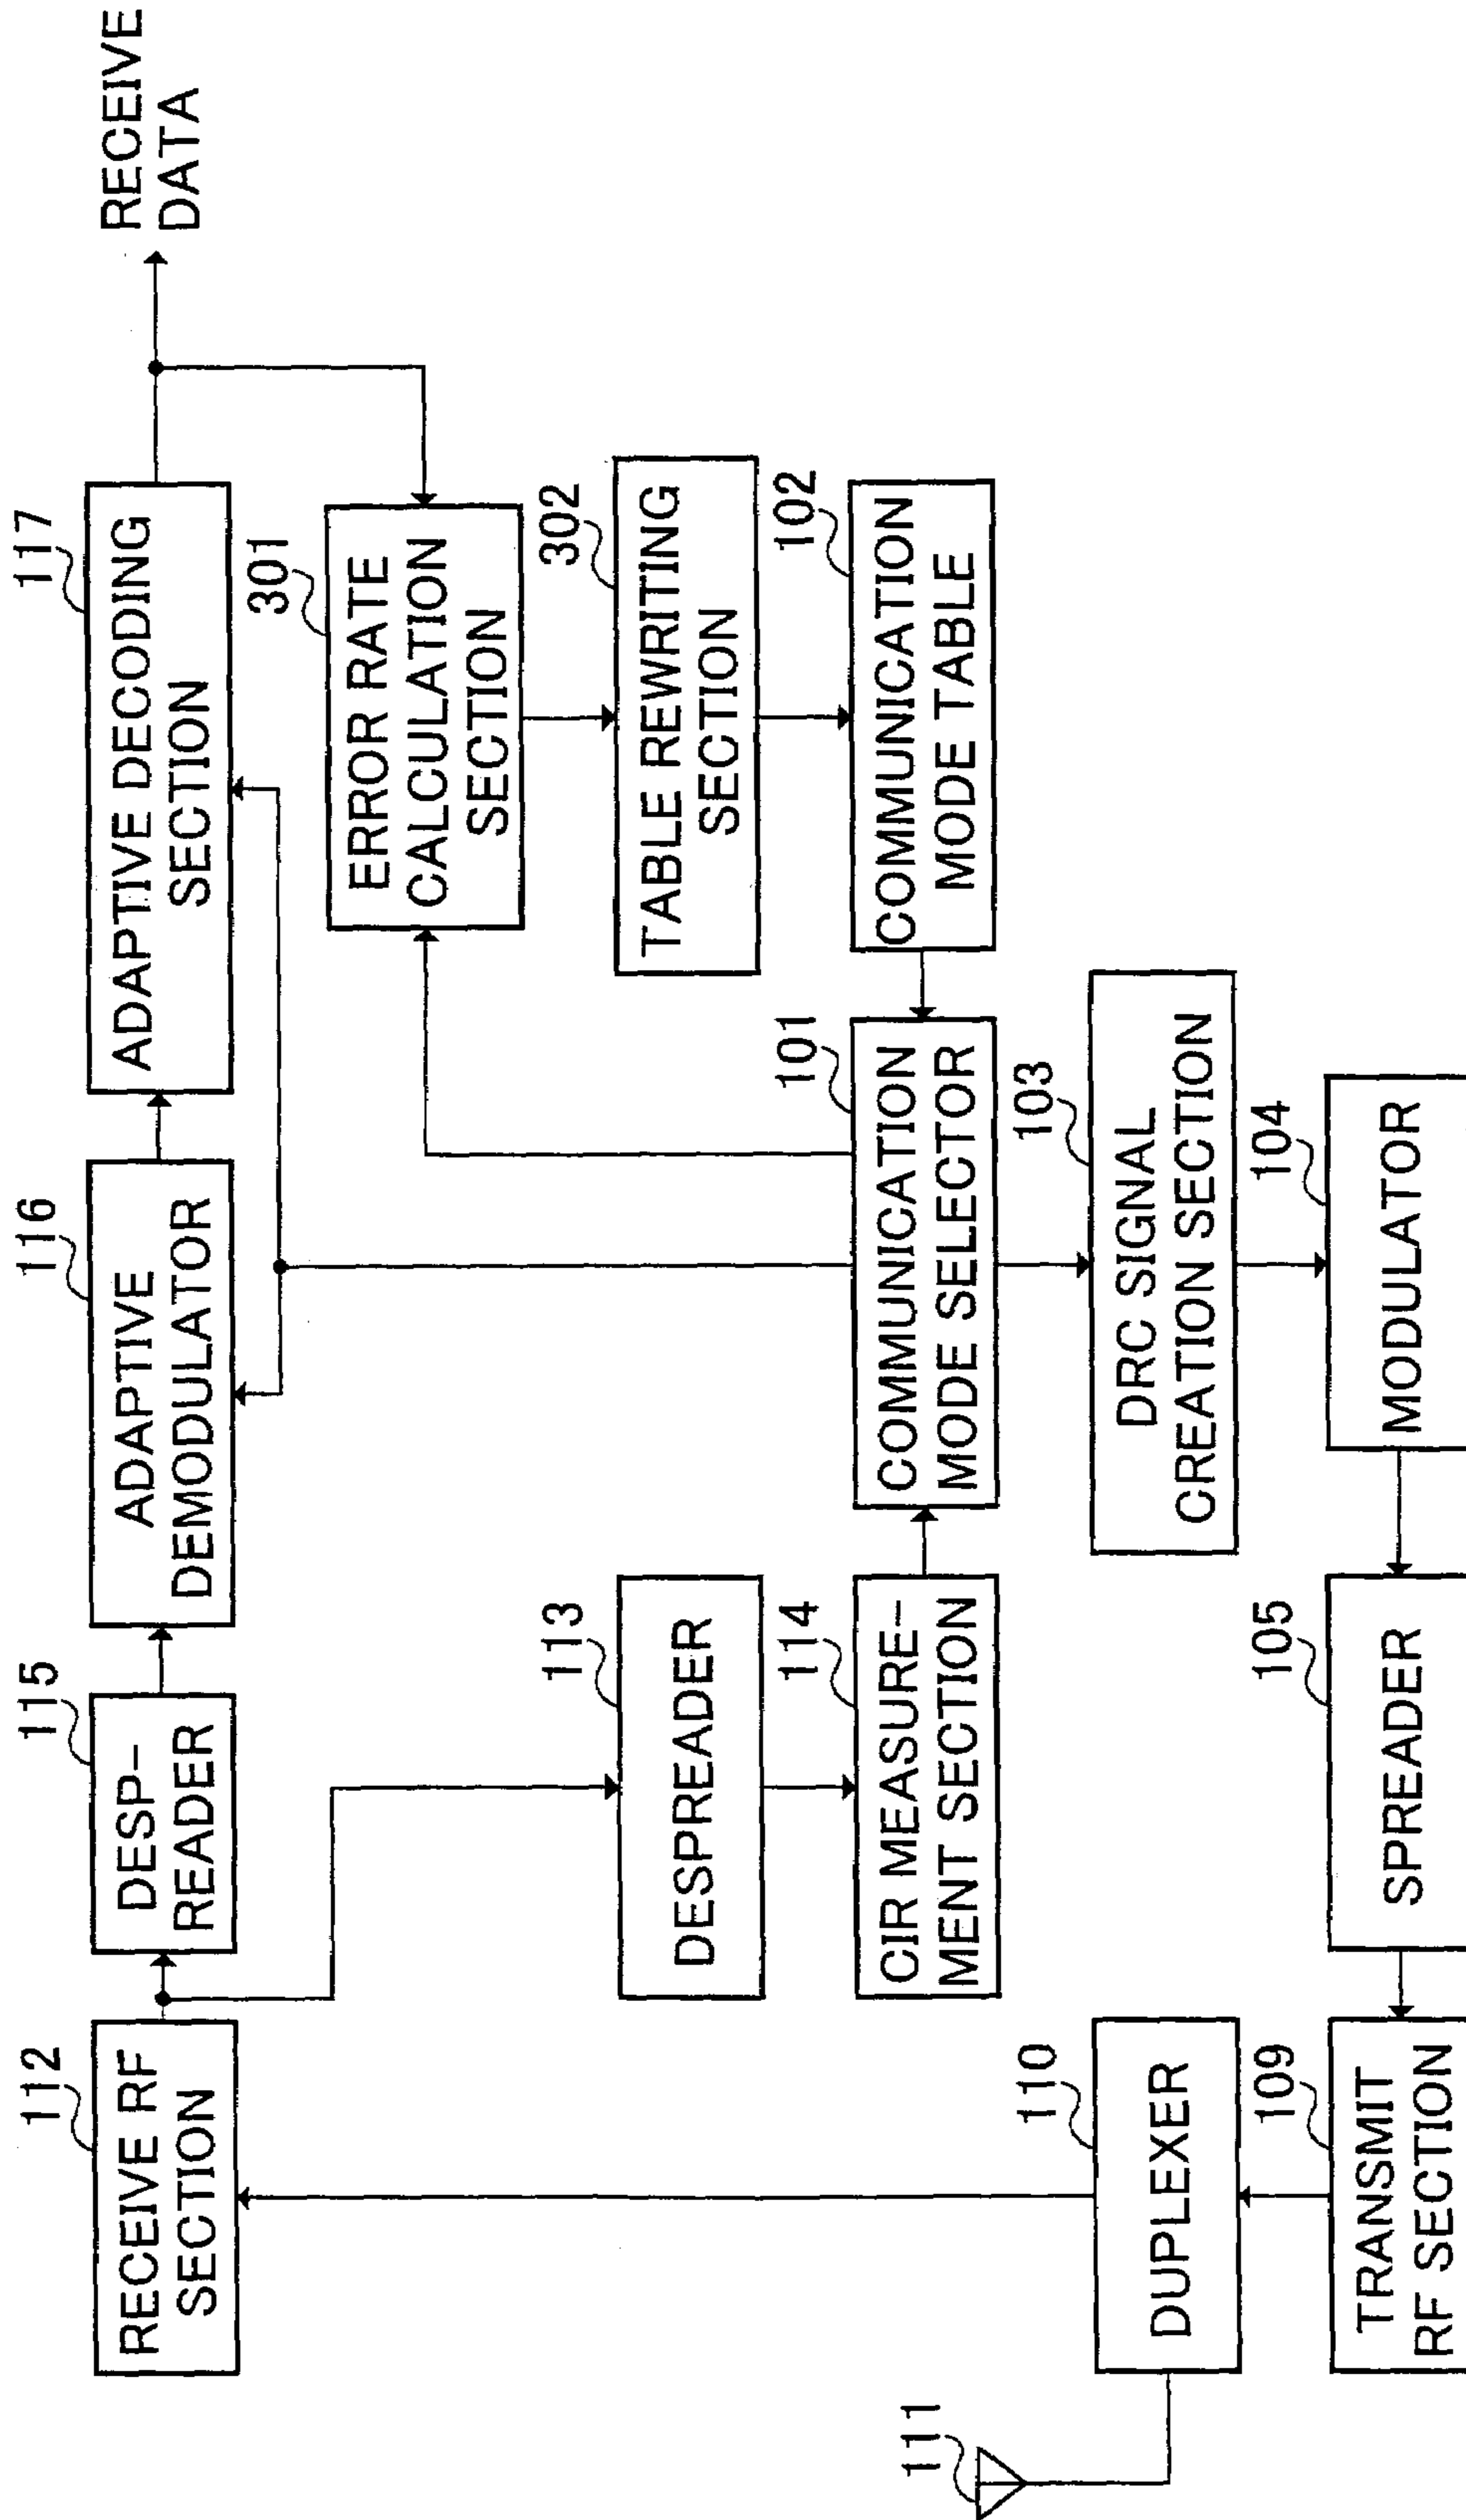 112
RECEIVE RF
SECTION
115
DESP-
READER
116
ADAPTIVE
DEMODULATOR
117
ADAPTIVE DECODING
SECTION
RECEIVE
DATA
301
ERROR RATE
CALCULATION
SECTION
113
DESPREADER
302
TABLE REWRITING
SECTION
114
CIR MEASURE-
MENT SECTION
101
COMMUNICATION
MODE SELECTOR
102
COMMUNICATION
MODE TABLE
111
110
DUPLEXER
103
DRC SIGNAL
CREATION SECTION
109
TRANSMIT
RF SECTION
105
SPREADER
104
MODULATOR